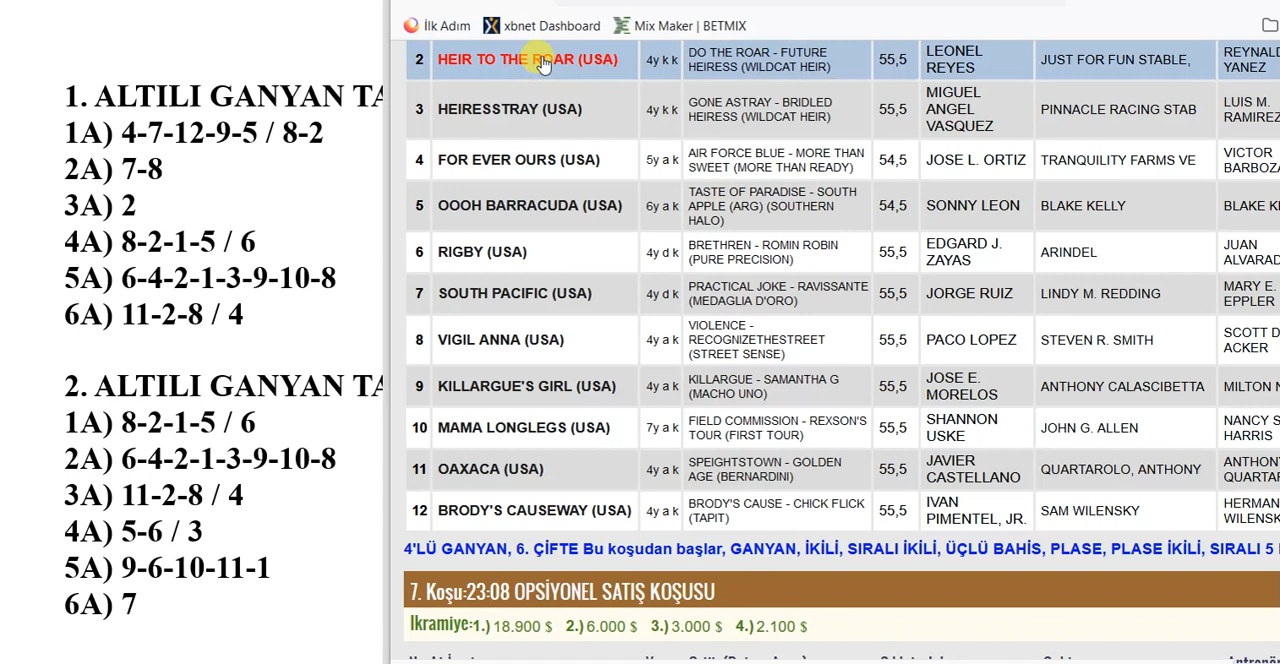 1. ALTILI GANYAN TA
1A) 4-7-12-9-5 / 8-2
2A) 7-8
3A) 2
4A) 8-2-1-5 / 6
5A) 6-4-2-1-3-9-10-8
6A) 11-2-8 / 4
2. ALTILI GANYAN TA
1A) 8-2-1-5 / 6
2A) 6-4-2-1-3-9-10-8
3A) 11-2-8 / 4
4A) 5-6 / 3
5A) 9-6-10-11-1
6A) 7
İlk Adım xbnet Dashboard Mix Maker | BETMIX
2 HEIR TO THE ROAR (USA) 4y k k DO THE ROAR - FUTURE HEIRESS (WILDCAT HEIR) 55,5 LEONEL REYES JUST FOR FUN STABLE, REYNALD YANEZ
3 HEIRESSTRAY (USA) 4y k k GONE ASTRAY - BRIDLED HEIRESS (WILDCAT HEIR) 55,5 MIGUEL ANGEL VASQUEZ PINNACLE RACING STAB LUIS M. RAMIREZ
4 FOR EVER OURS (USA) 5y a k AIR FORCE BLUE - MORE THAN SWEET (MORE THAN READY) 54,5 JOSE L. ORTIZ TRANQUILITY FARMS VE VICTOR BARBOZA
5 OOOH BARRACUDA (USA) 6y a k TASTE OF PARADISE - SOUTH APPLE (ARG) (SOUTHERN HALO) 54,5 SONNY LEON BLAKE KELLY BLAKE K
6 RIGBY (USA) 4y d k BRETHREN - ROMIN ROBIN (PURE PRECISION) 55,5 EDGARD J. ZAYAS ARINDEL JUAN ALVARAD
7 SOUTH PACIFIC (USA) 4y d k PRACTICAL JOKE - RAVISSANTE (MEDAGLIA D'ORO) 55,5 JORGE RUIZ LINDY M. REDDING MARY E. EPPLER
8 VIGIL ANNA (USA) 4y a k VIOLENCE - RECOGNIZETHESTREET (STREET SENSE) 55,5 PACO LOPEZ STEVEN R. SMITH SCOTT D ACKER
9 KILLARGUE'S GIRL (USA) 4y a k KILLARGUE - SAMANTHA G (MACHO UNO) 55,5 JOSE E. MORELOS ANTHONY CALASCIBETTA MILTON N
10 MAMA LONGLEGS (USA) 7y a k FIELD COMMISSION - REXSON'S TOUR (FIRST TOUR) 55,5 SHANNON USKE JOHN G. ALLEN NANCY S HARRIS
11 OAXACA (USA) 4y a k SPEIGHTSTOWN - GOLDEN AGE (BERNARDINI) 55,5 JAVIER CASTELLANO QUARTAROLO, ANTHONY ANTHON QUARTAR
12 BRODY'S CAUSEWAY (USA) 4y a k BRODY'S CAUSE - CHICK FLICK (TAPIT) 55,5 IVAN PIMENTEL, JR. SAM WILENSKY HERMAN WILENSK
4'LÜ GANYAN, 6. ÇİFTE Bu koşudan başlar, GANYAN, İKİLİ, SIRALI İKİLİ, ÜÇLÜ BAHİS, PLASE, PLASE İKİLİ, SIRALI 5
7. Koşu:23:08 OPSİYONEL SATIŞ KOŞUSU
İkramiye:1.) 18.900 $ 2.) 6.000 $ 3.) 3.000 $ 4.) 2.100 $